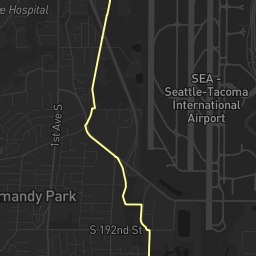 e Hospital
SEA -
Seattle-Tacoma
International
Airport
1st Ave S
mandy Park
S 192nd St